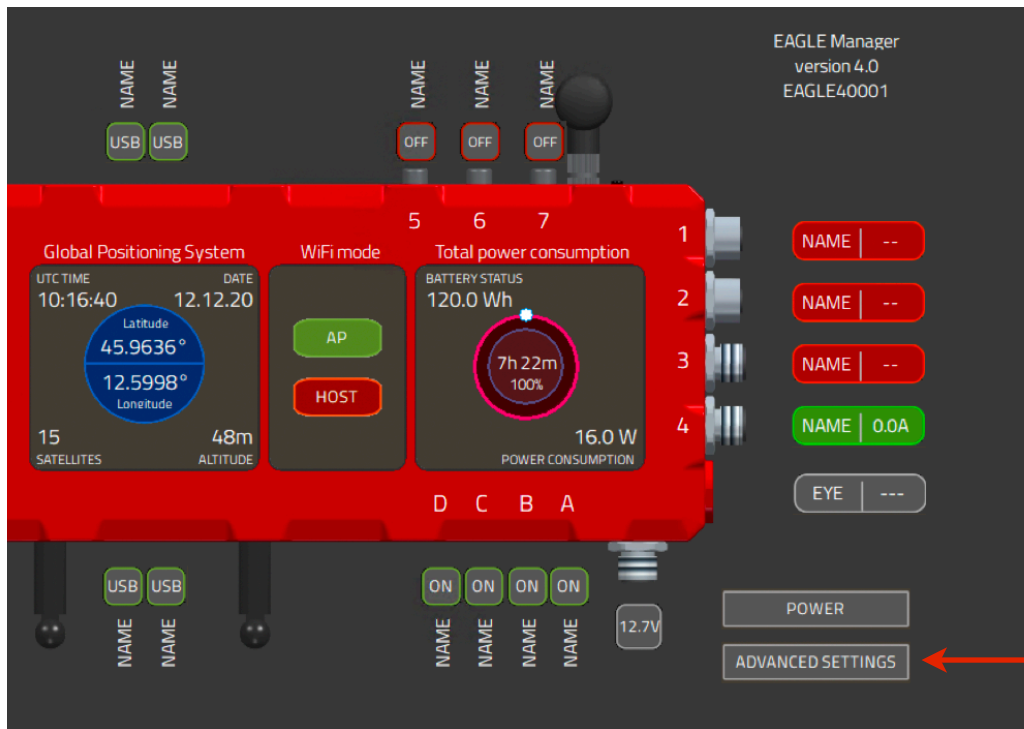 EAGLE Manager
version 4.0
EAGLE40001
NAME NAME
USB USB
NAME NAME NAME
OFF OFF OFF
5 6 7
Global Positioning System
UTC TIME DATE
10:16:40 12.12.20
Latitude
45.9636°
12.5998°
Longitude
15 48m
SATELLITES ALTITUDE
WiFi mode
AP
HOST
Total power consumption
BATTERY STATUS
120.0 Wh
7h 22m
100%
16.0 W
POWER CONSUMPTION
1 NAME --
2 NAME --
3 NAME --
4 NAME 0.0A
EYE ---
D C B A
USB USB
NAME NAME
ON ON ON ON
NAME NAME NAME NAME
12.7V
POWER
ADVANCED SETTINGS